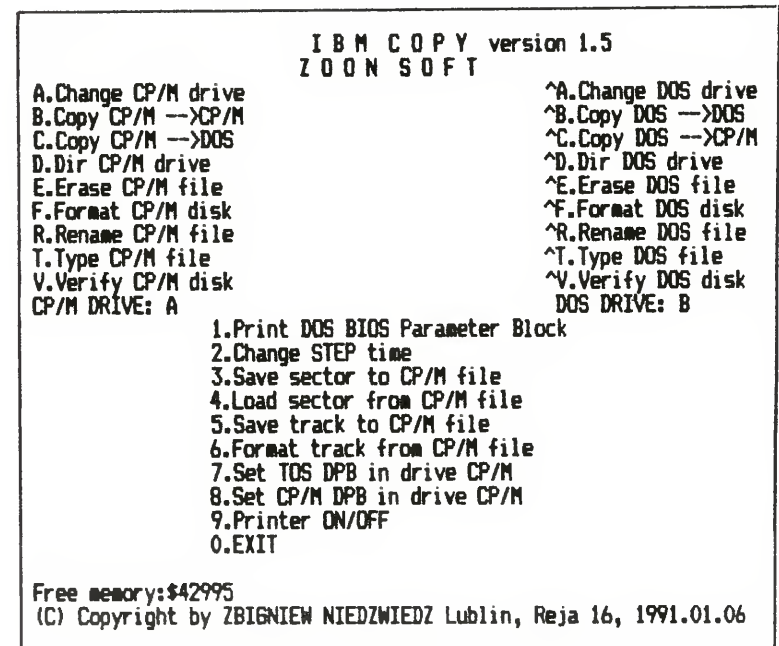 I B M C O P Y version 1.5
Z O O N S O F T
A.Change CP/M drive ^A.Change DOS drive
B.Copy CP/M -->CP/M ^B.Copy DOS -->DOS
C.Copy CP/M -->DOS ^C.Copy DOS -->CP/M
D.Dir CP/M drive ^D.Dir DOS drive
E.Erase CP/M file ^E.Erase DOS file
F.Format CP/M disk ^F.Format DOS disk
R.Rename CP/M file ^R.Rename DOS file
T.Type CP/M file ^T.Type DOS file
V.Verify CP/M disk ^V.Verify DOS disk
CP/M DRIVE: A DOS DRIVE: B
1.Print DOS BIOS Parameter Block
2.Change STEP time
3.Save sector to CP/M file
4.Load sector from CP/M file
5.Save track to CP/M file
6.Format track from CP/M file
7.Set TOS DPB in drive CP/M
8.Set CP/M DPB in drive CP/M
9.Printer ON/OFF
0.EXIT
Free memory:$42995
(C) Copyright by ZBIGNIEW NIEDZWIEDZ Lublin, Reja 16, 1991.01.06